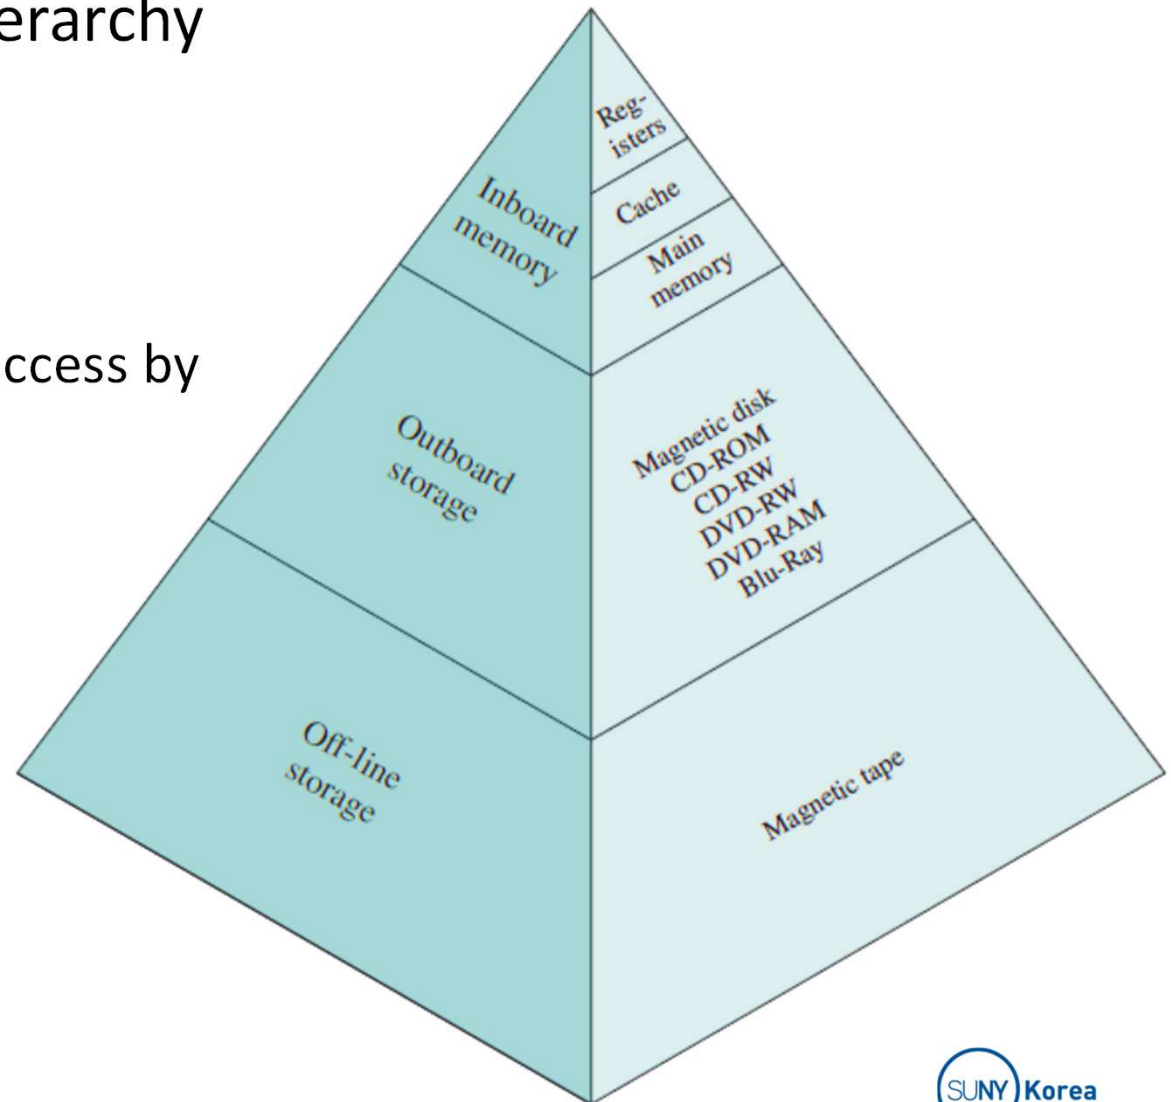 erarchy
ccess by
Inboard
memory
Reg-
isters
Cache
Main
memory
Outboard
storage
Magnetic disk
CD-ROM
CD-RW
DVD-RW
DVD-RAM
Blu-Ray
Off-line
storage
Magnetic tape
SUNY Korea